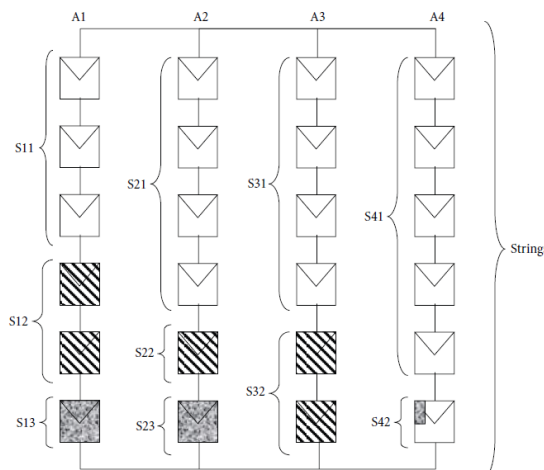 A1 A2 A3 A4
S11
S21
S31
S41
String
S12
S22
S32
S13
S23
S42